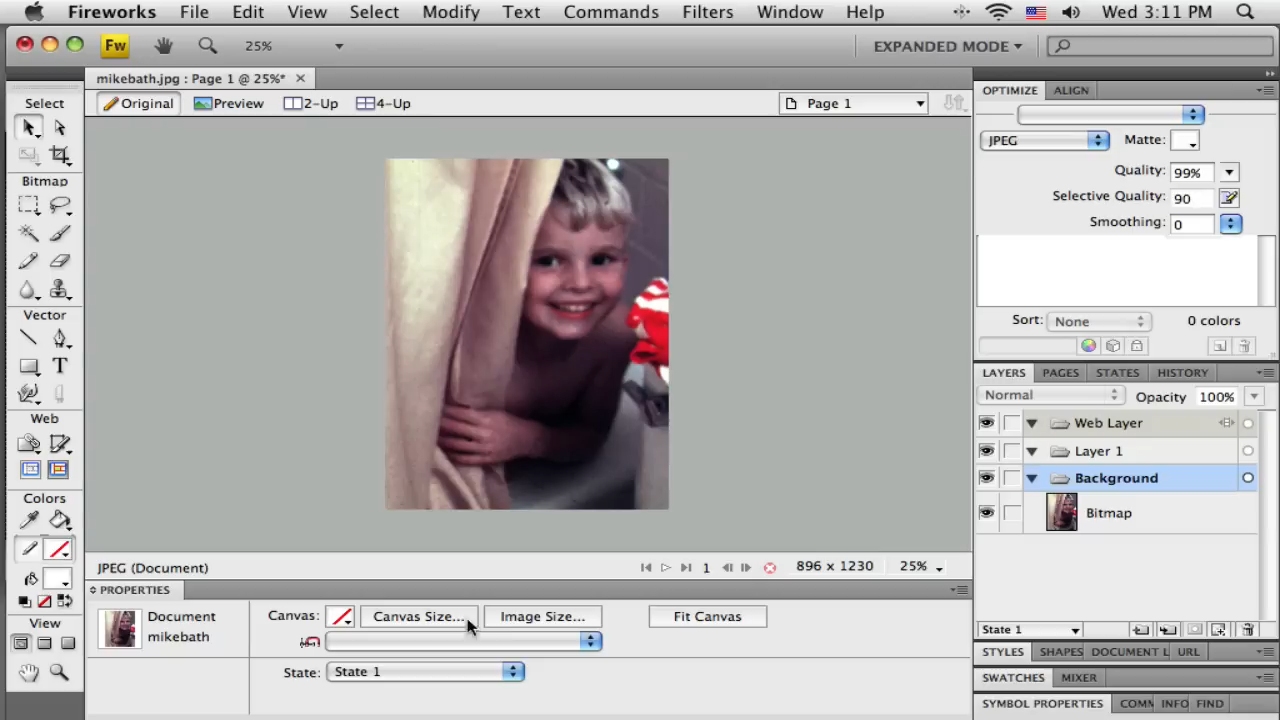 Fireworks File Edit View Select Modify Text Commands Filters Window Help Wed 3:11 PM
Fw 25% EXPANDED MODE
mikebath.jpg : Page 1 @ 25%*
Original Preview 2-Up 4-Up Page 1
Select
Bitmap
Vector
Web
Colors
View
OPTIMIZE ALIGN
JPEG Matte:
Quality: 99%
Selective Quality: 90
Smoothing: 0
Sort: None 0 colors
LAYERS PAGES STATES HISTORY
Normal Opacity 100%
Web Layer
Layer 1
Background
Bitmap
State 1
STYLES SHAPES DOCUMENT L URL
SWATCHES MIXER
SYMBOL PROPERTIES COMM INFO FIND
JPEG (Document) 1 896 x 1230 25%
PROPERTIES
Document
mikebath
Canvas: Canvas Size... Image Size... Fit Canvas
State: State 1